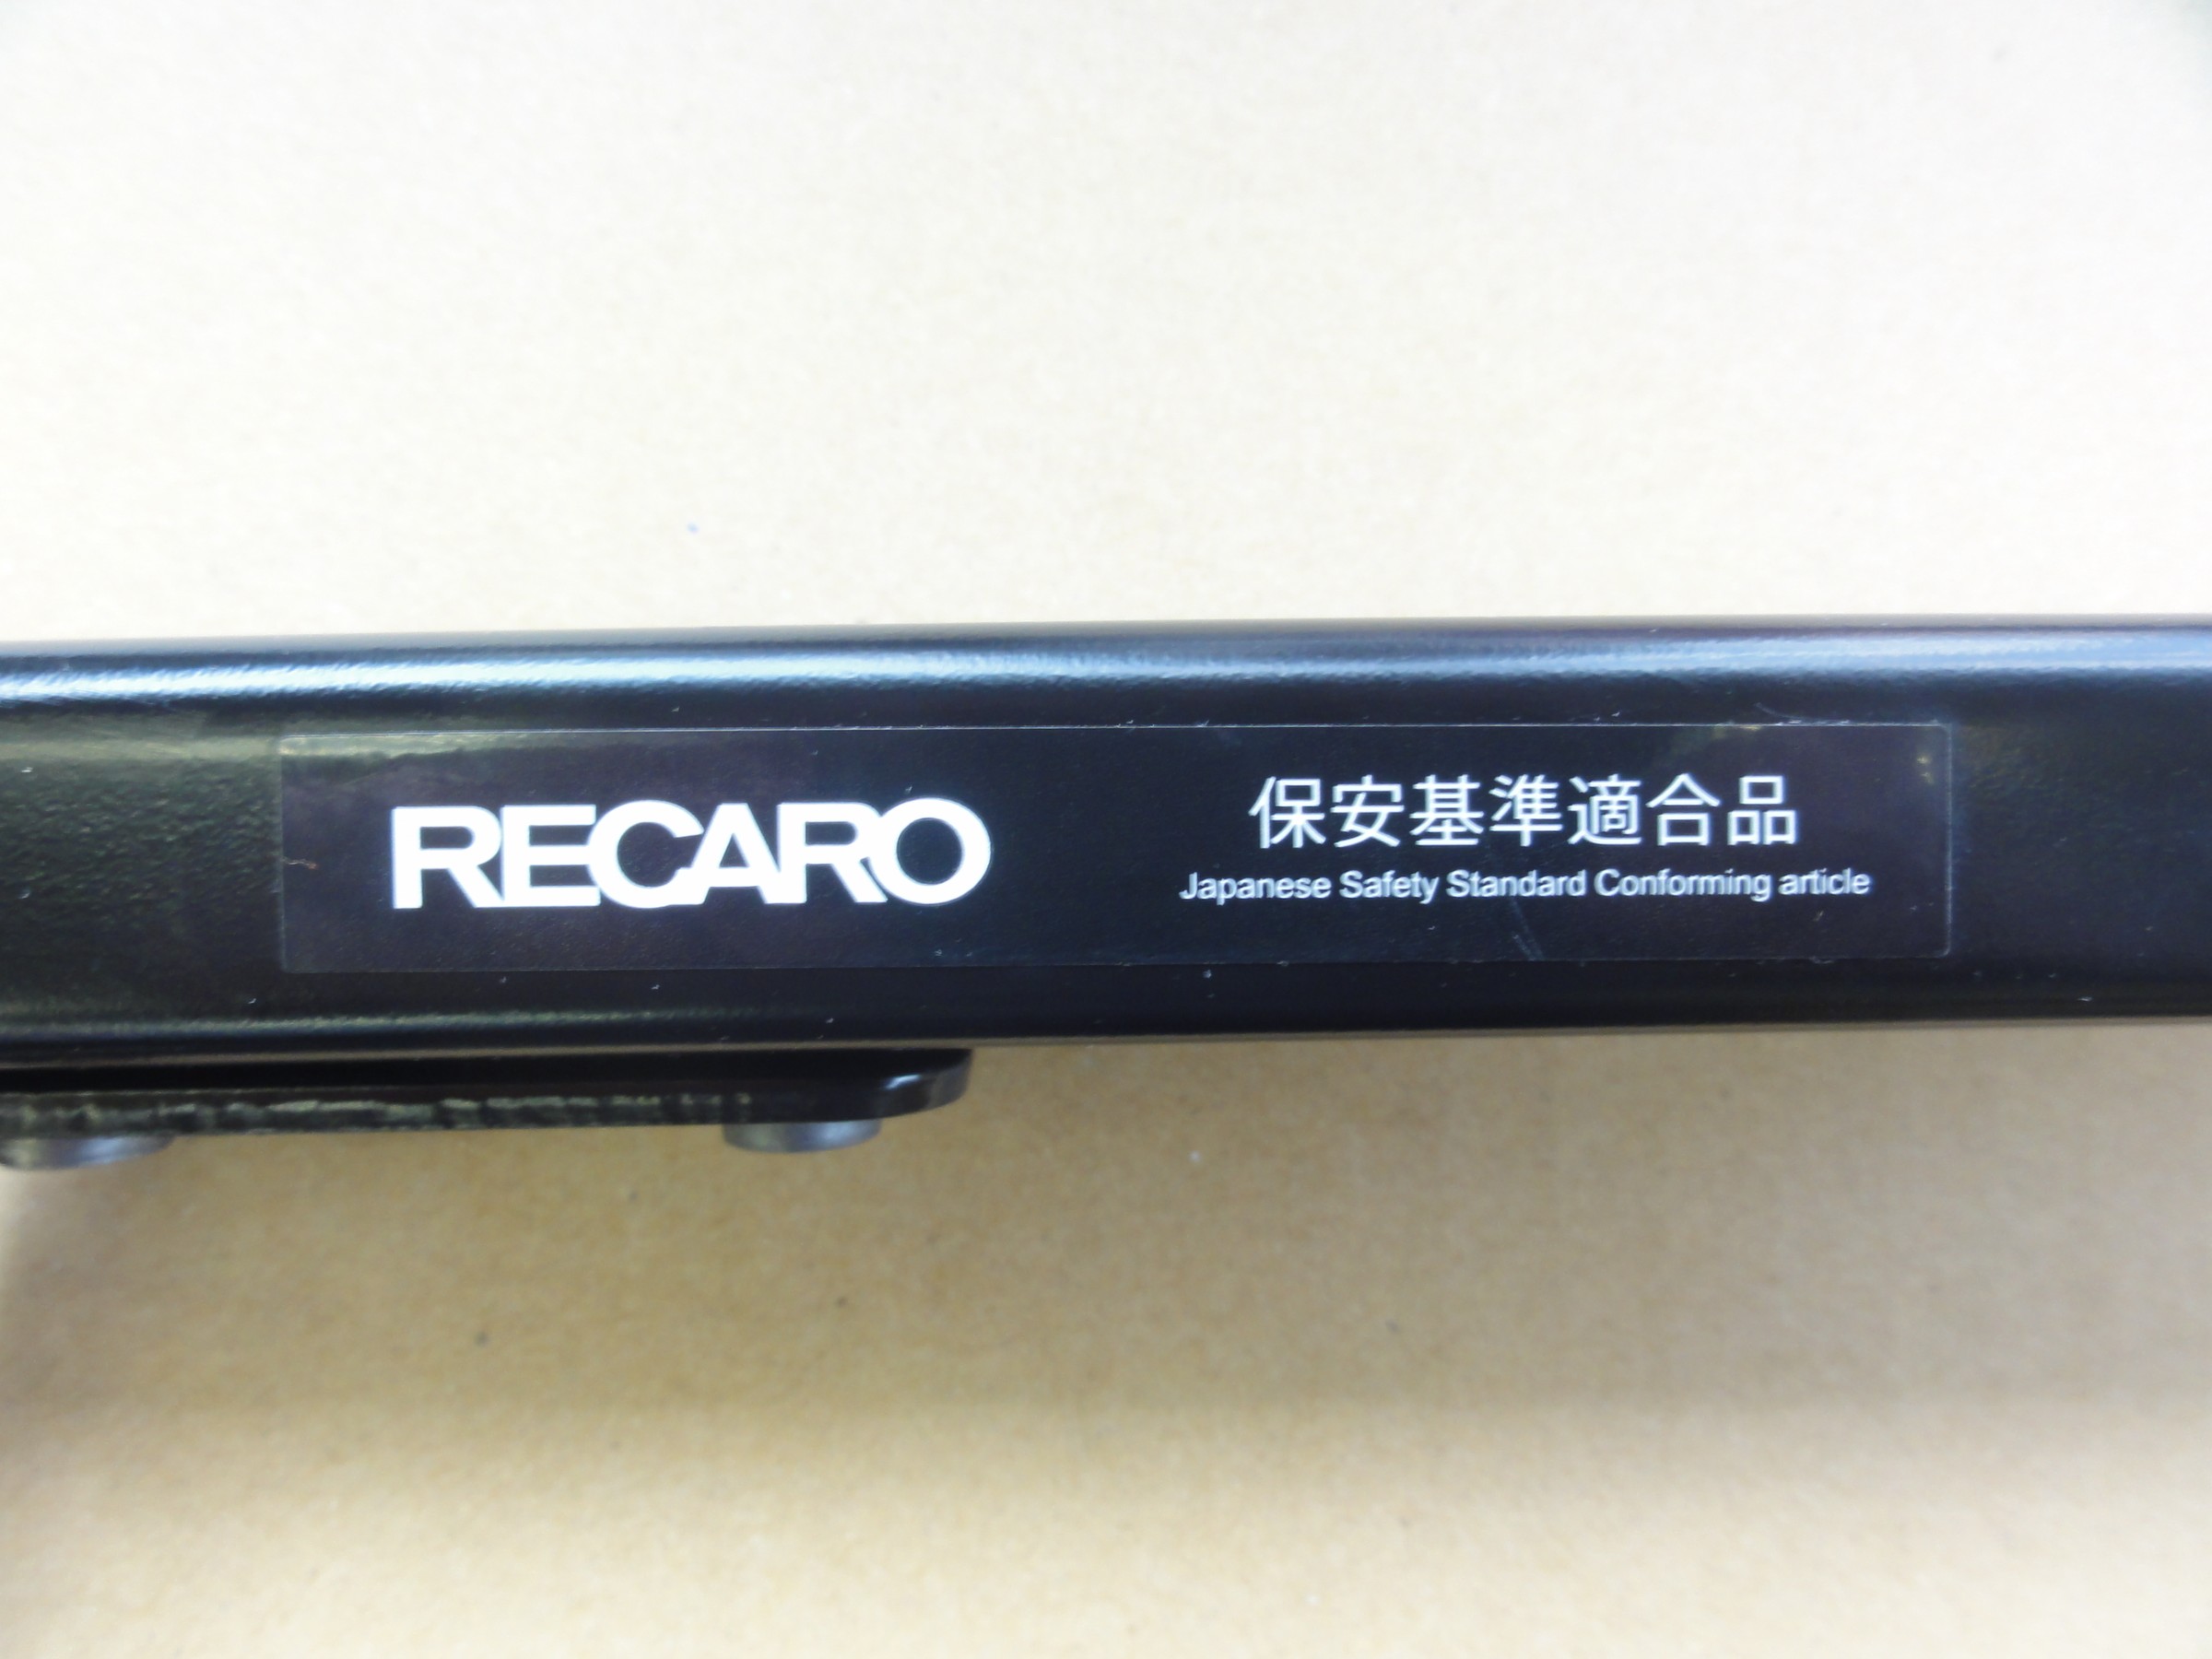 RECARO
保安基準適合品
Japanese Safety Standard Conforming article